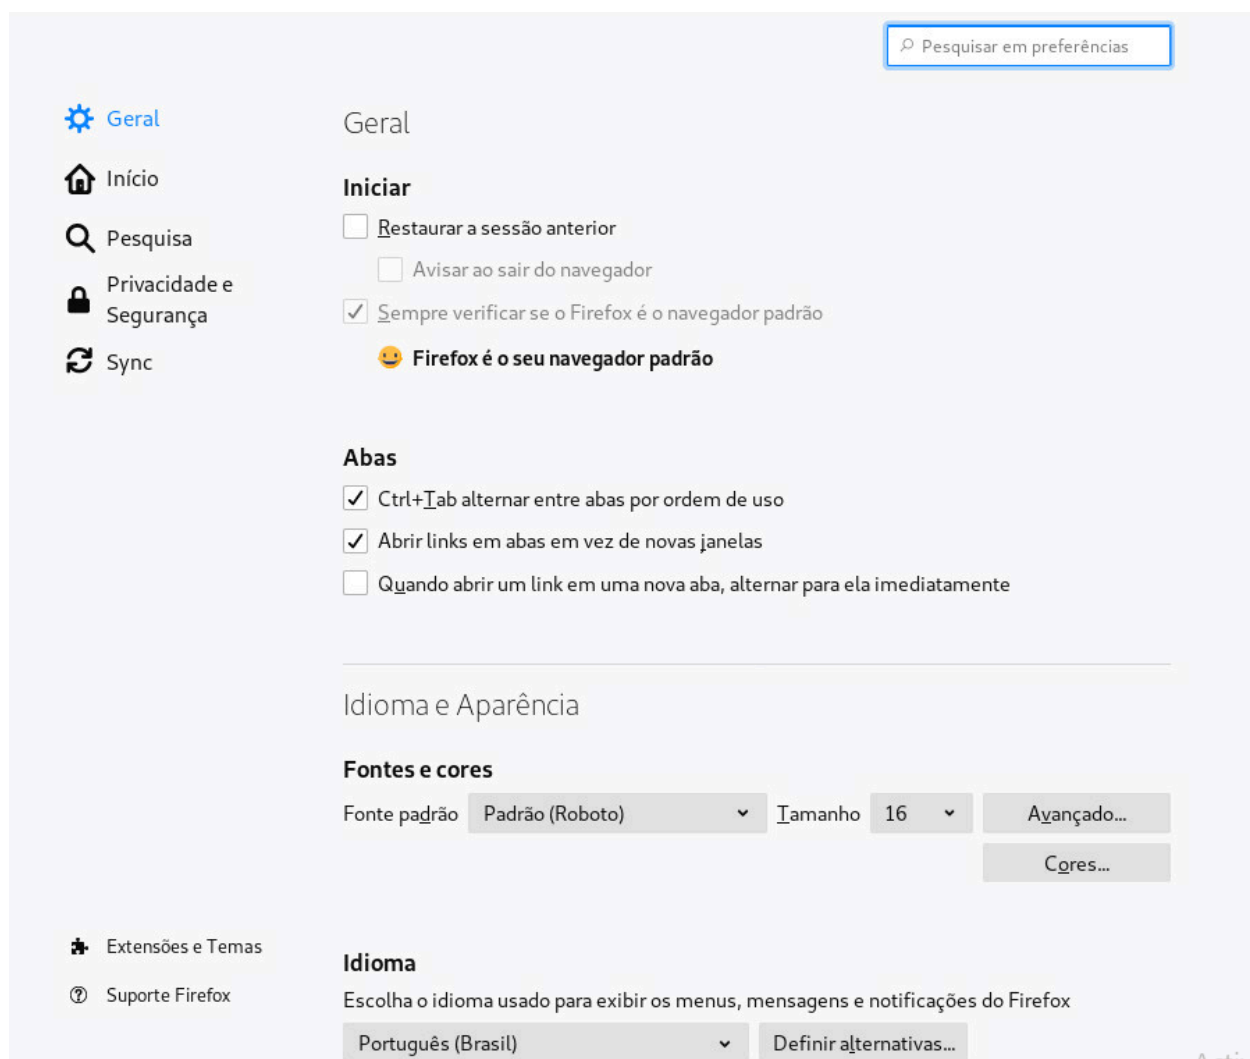 Pesquisar em preferências
Geral
Início
Pesquisa
Privacidade e
Segurança
Sync
Geral
Iniciar
Restaurar a sessão anterior
Avisar ao sair do navegador
Sempre verificar se o Firefox é o navegador padrão
Firefox é o seu navegador padrão
Abas
Ctrl+Tab alternar entre abas por ordem de uso
Abrir links em abas em vez de novas janelas
Quando abrir um link em uma nova aba, alternar para ela imediatamente
Idioma e Aparência
Fontes e cores
Fonte padrão Padrão (Roboto) Tamanho 16 Avançado...
Cores...
Extensões e Temas
Suporte Firefox
Idioma
Escolha o idioma usado para exibir os menus, mensagens e notificações do Firefox
Português (Brasil) Definir alternativas...